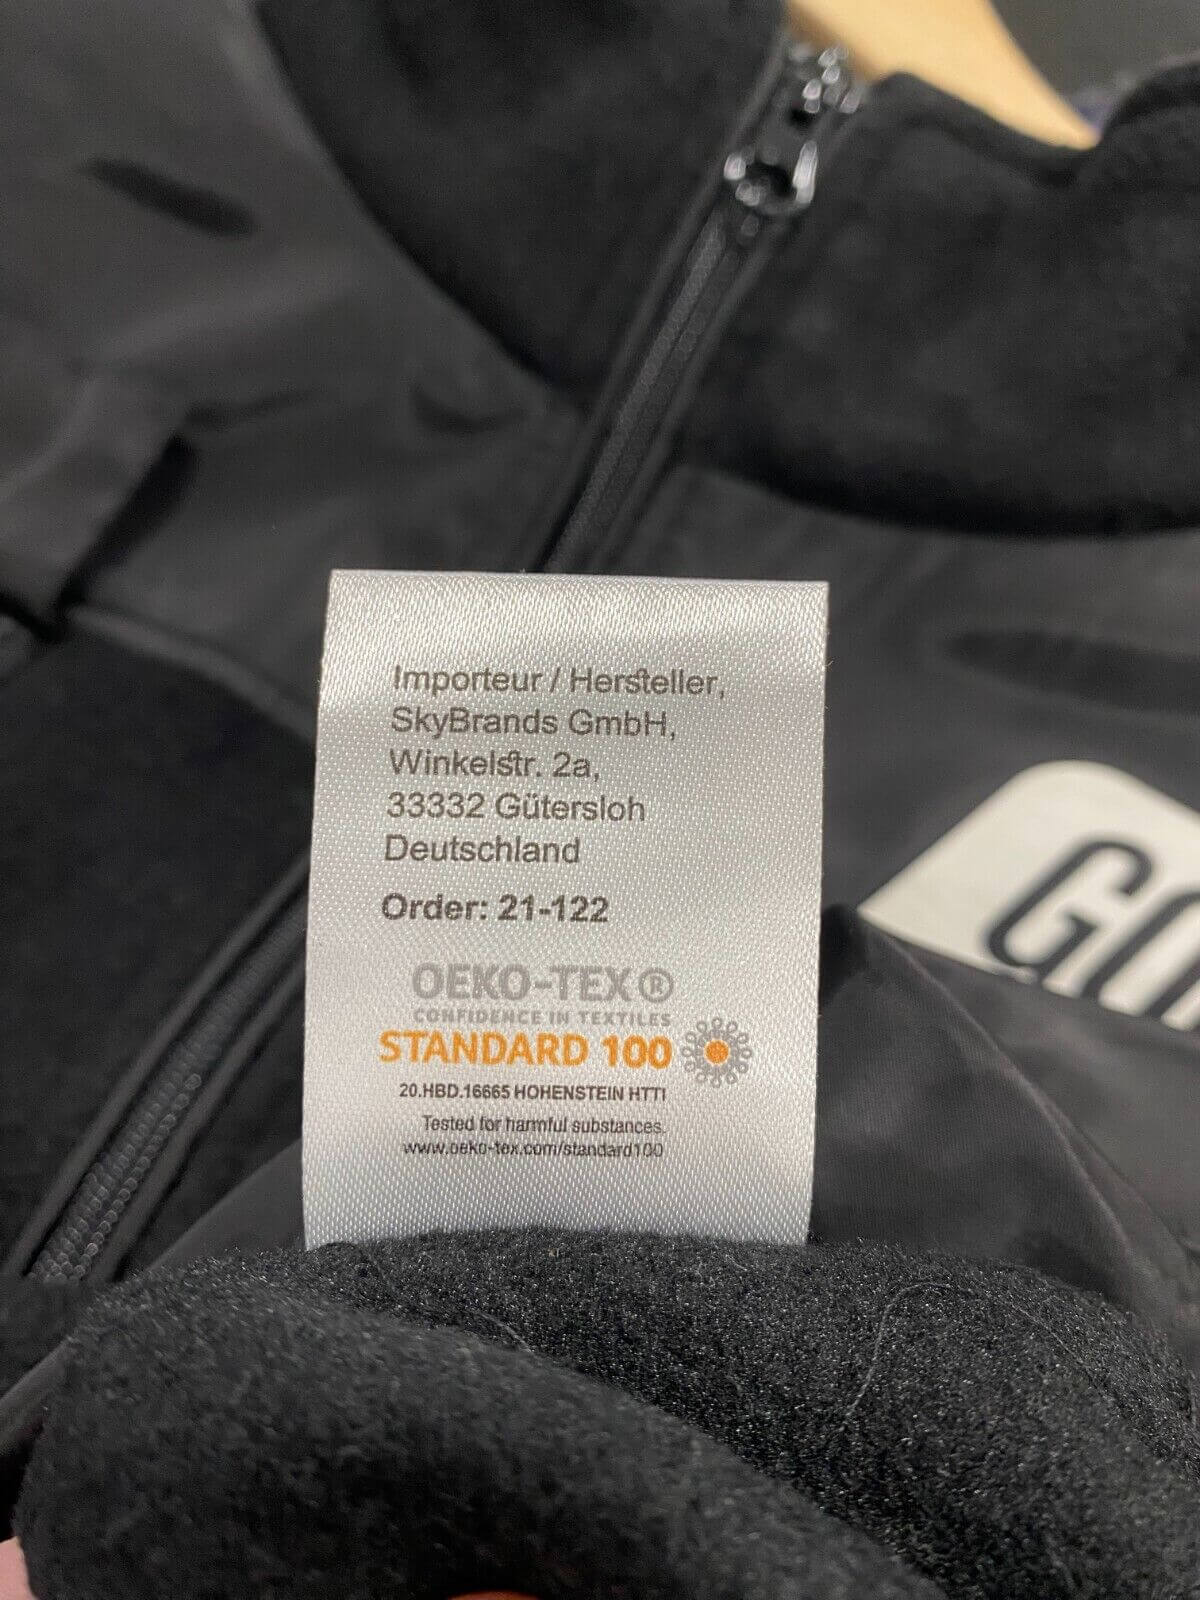 Importeur / Hersteller,
SkyBrands GmbH,
Winkelstr. 2a,
33332 Gütersloh
Deutschland
Order: 21-122
OEKO-TEX®
CONFIDENCE IN TEXTILES
STANDARD 100
20.HBD.16665 HOHENSTEIN HTTI
Tested for harmful substances.
www.oeko-tex.com/standard100